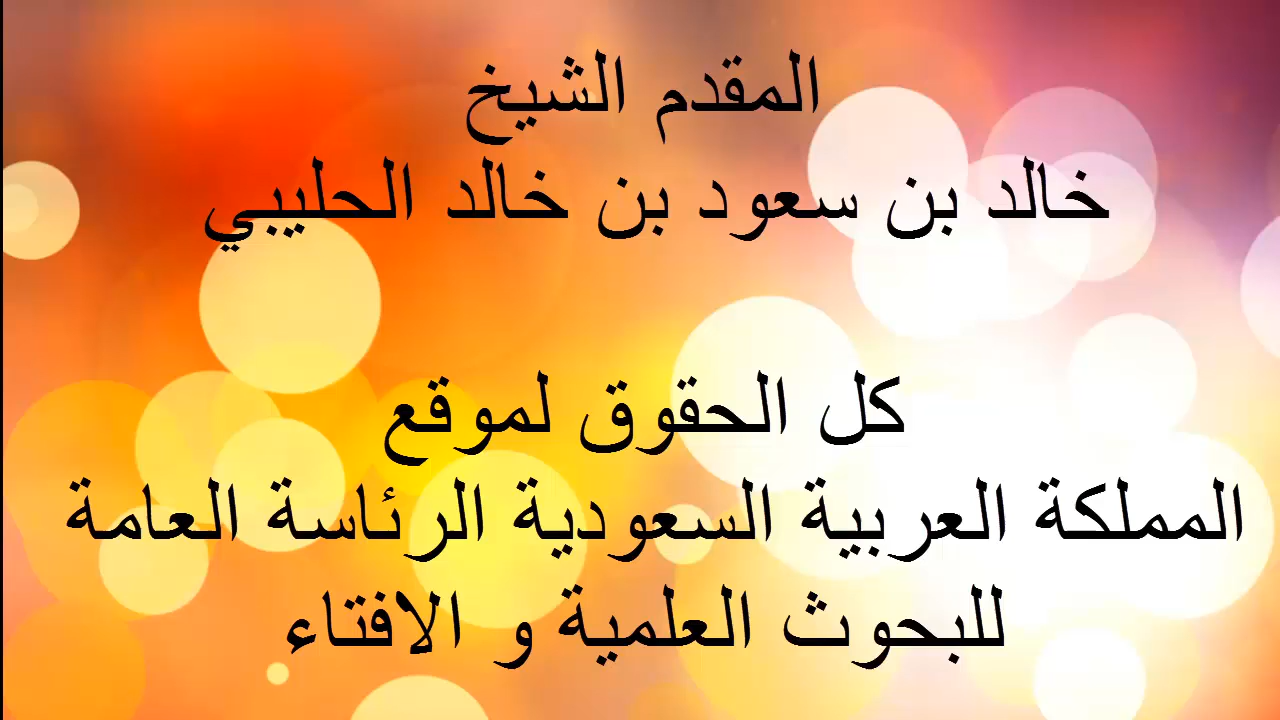 المقدم الشيخ
خالد بن سعود بن خالد الحليبي
كل الحقوق لموقع
المملكة العربية السعودية الرئاسة العامة
للبحوث العلمية و الافتاء